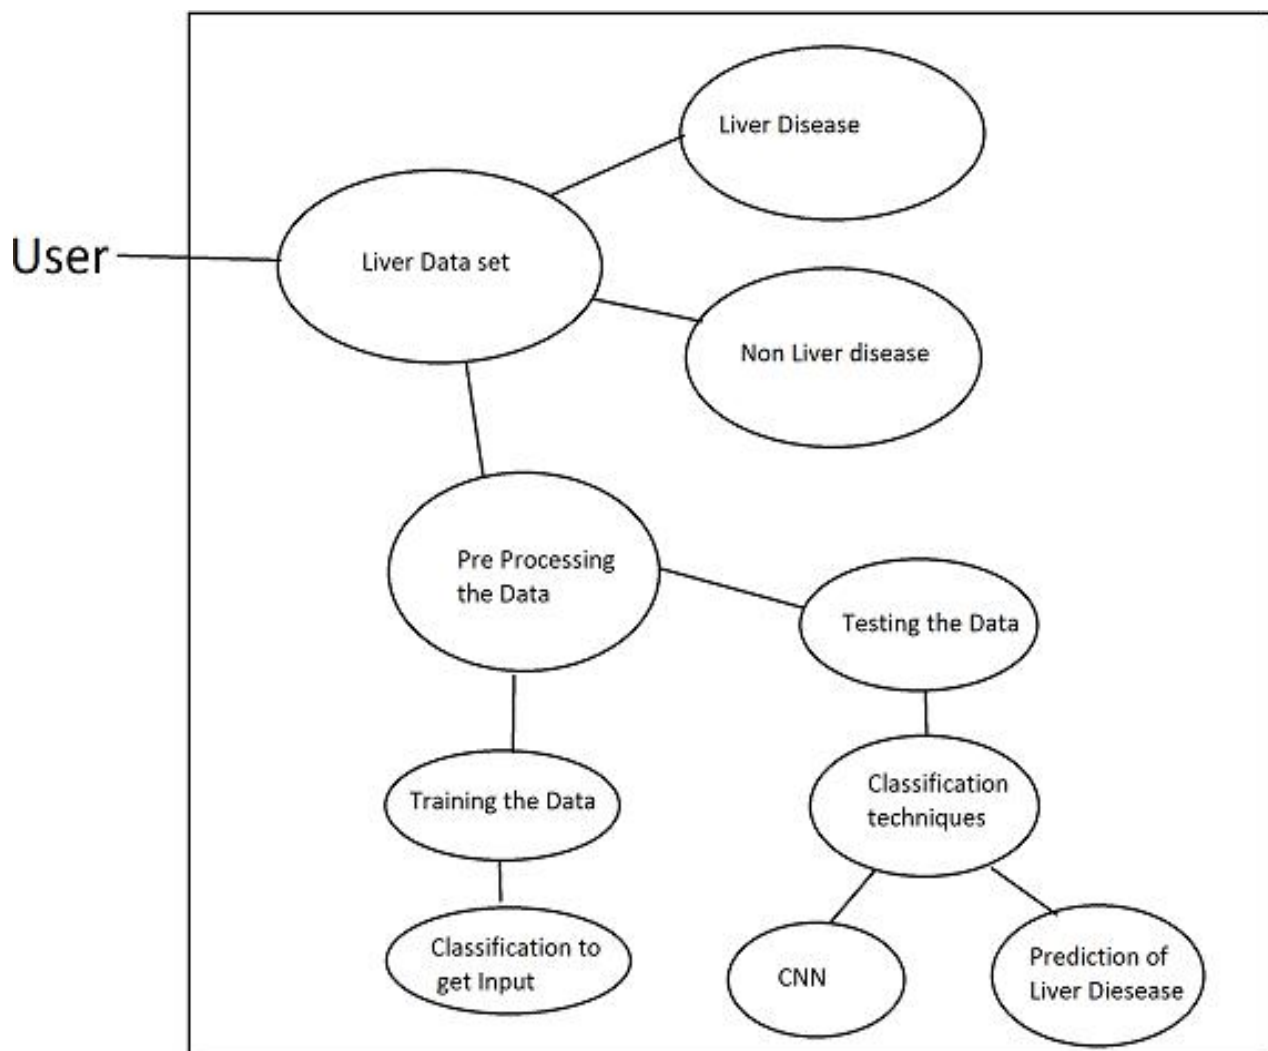 Liver Disease
User
Liver Data set
Non Liver disease
Pre Processing
the Data
Testing the Data
Training the Data
Classification
techniques
Classification to
get Input
CNN
Prediction of
Liver Diesease